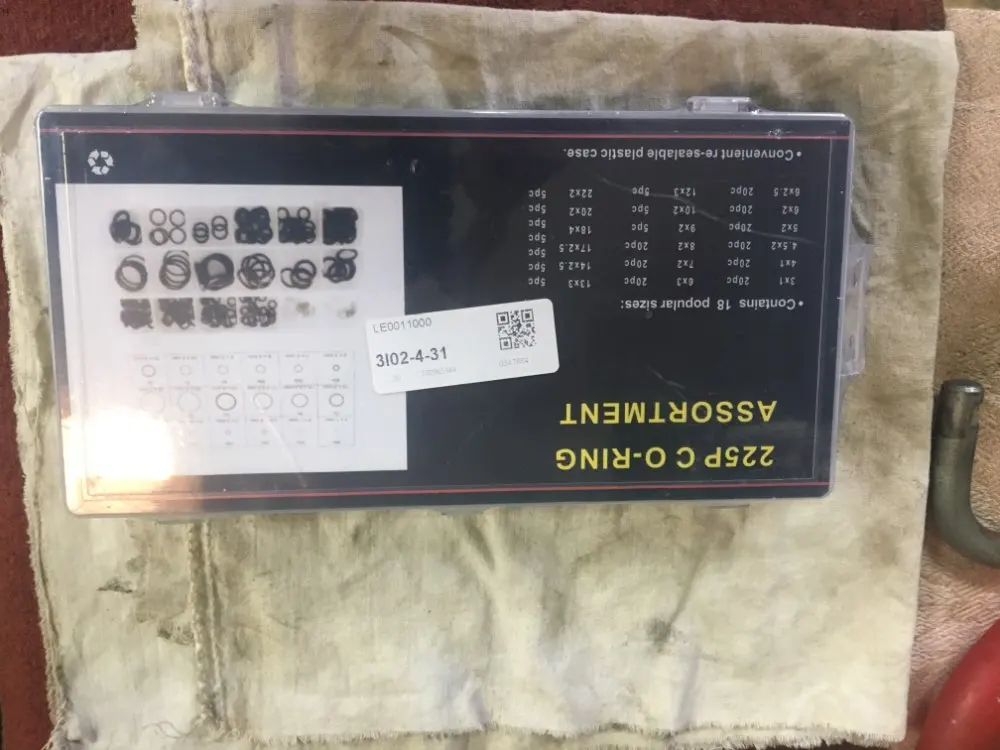 225P C O-RING
ASSORTMENT
• Contains 18 popular sizes:
3x1 20pc 6x3 20pc 13x3 5pc
4x1 20pc 7x2 20pc 14x2.5 5pc
4.5x2 20pc 8x2 20pc 17x2.5 5pc
5x2 20pc 9x2 5pc 18x4 5pc
6x2 20pc 10x2 5pc 20x2 5pc
6x2.5 20pc 12x3 5pc 22x2 5pc
• Convenient re-sealable plastic case.
LE0011000
3I02-4-31